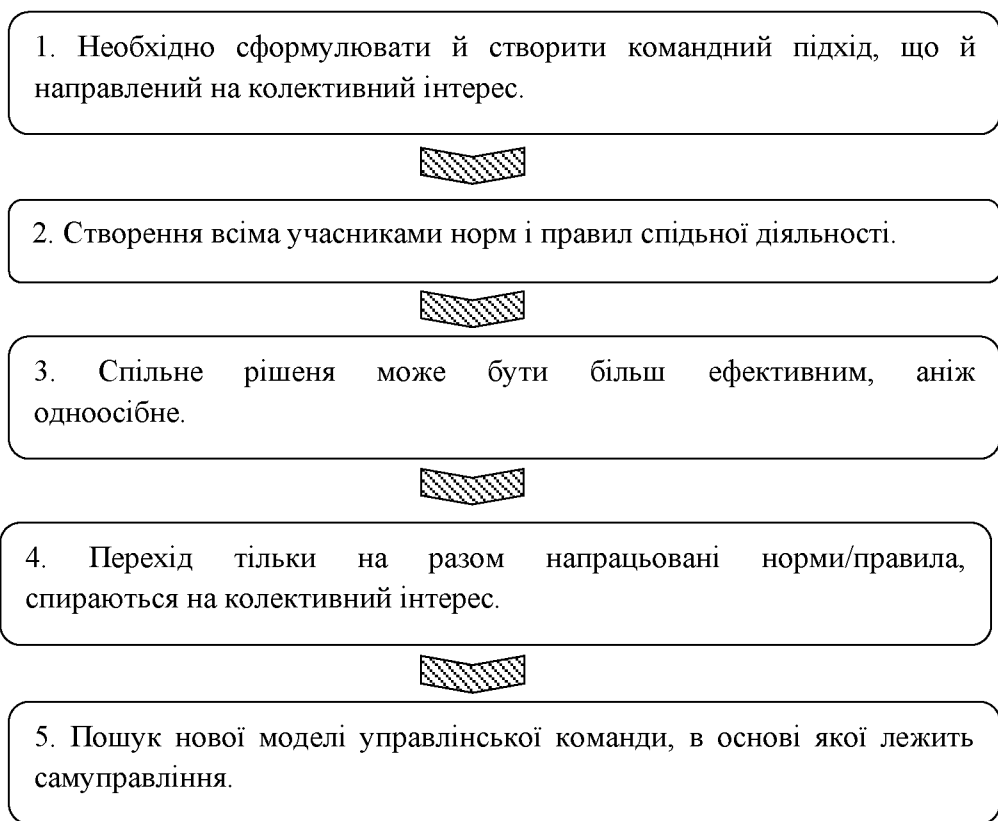 1. Необхідно сформулювати й створити командний підхід, що й
направлений на колективний інтерес.
2. Створення всіма учасниками норм і правил спідьної діяльності.
3. Спільне рішеня може бути більш ефективним, аніж
одноосібне.
4. Перехід тільки на разом напрацьовані норми/правила,
спираються на колективний інтерес.
5. Пошук нової моделі управлінської команди, в основі якої лежить
самуправління.